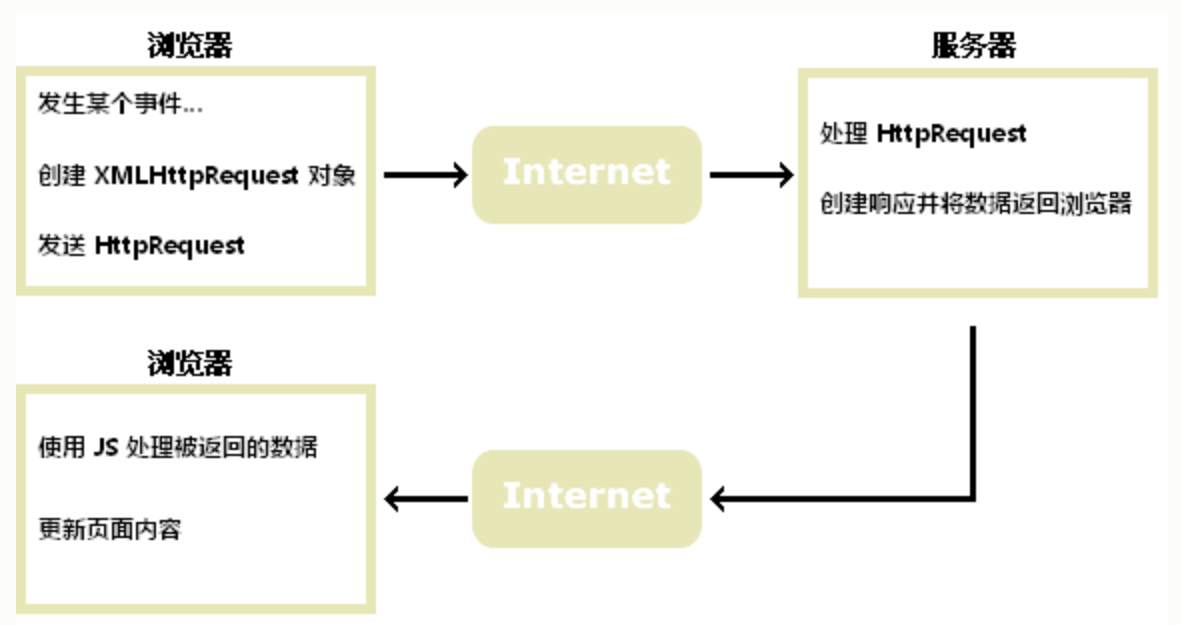 浏览器
发生某个事件...
创建 XMLHttpRequest 对象
发送 HttpRequest
Internet
服务器
处理 HttpRequest
创建响应并将数据返回浏览器
浏览器
使用 JS 处理被返回的数据
更新页面内容
Internet